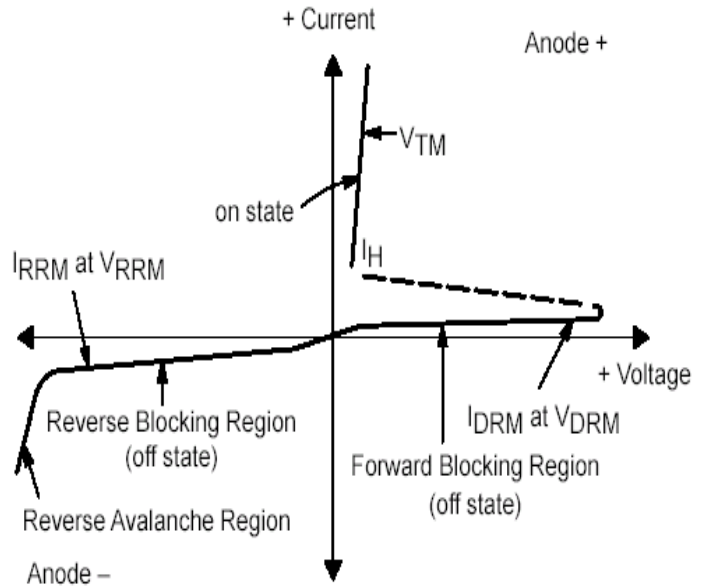 + Current
Anode +
VTM
on state
IH
IRRM at VRRM
+ Voltage
IDRM at VDRM
Reverse Blocking Region
(off state)
Forward Blocking Region
(off state)
Reverse Avalanche Region
Anode –